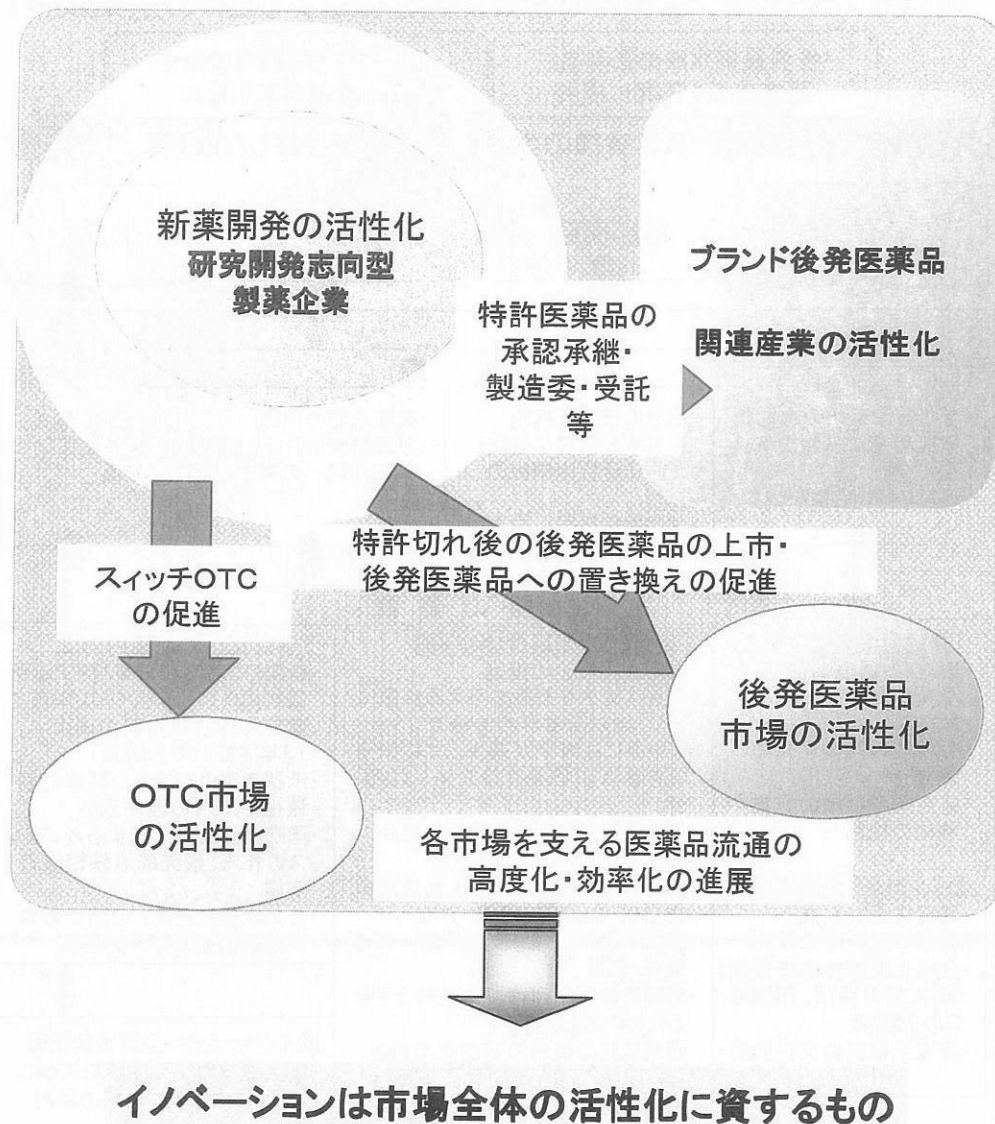 新薬開発の活性化
研究開発志向型
製薬企業
ブランド後発医薬品
関連産業の活性化
特許医薬品の
承認承継・
製造委・受託
等
スィッチOTC
の促進
特許切れ後の後発医薬品の上市・
後発医薬品への置き換えの促進
後発医薬品
市場の活性化
OTC市場
の活性化
各市場を支える医薬品流通の
高度化・効率化の進展
イノベーションは市場全体の活性化に資するもの